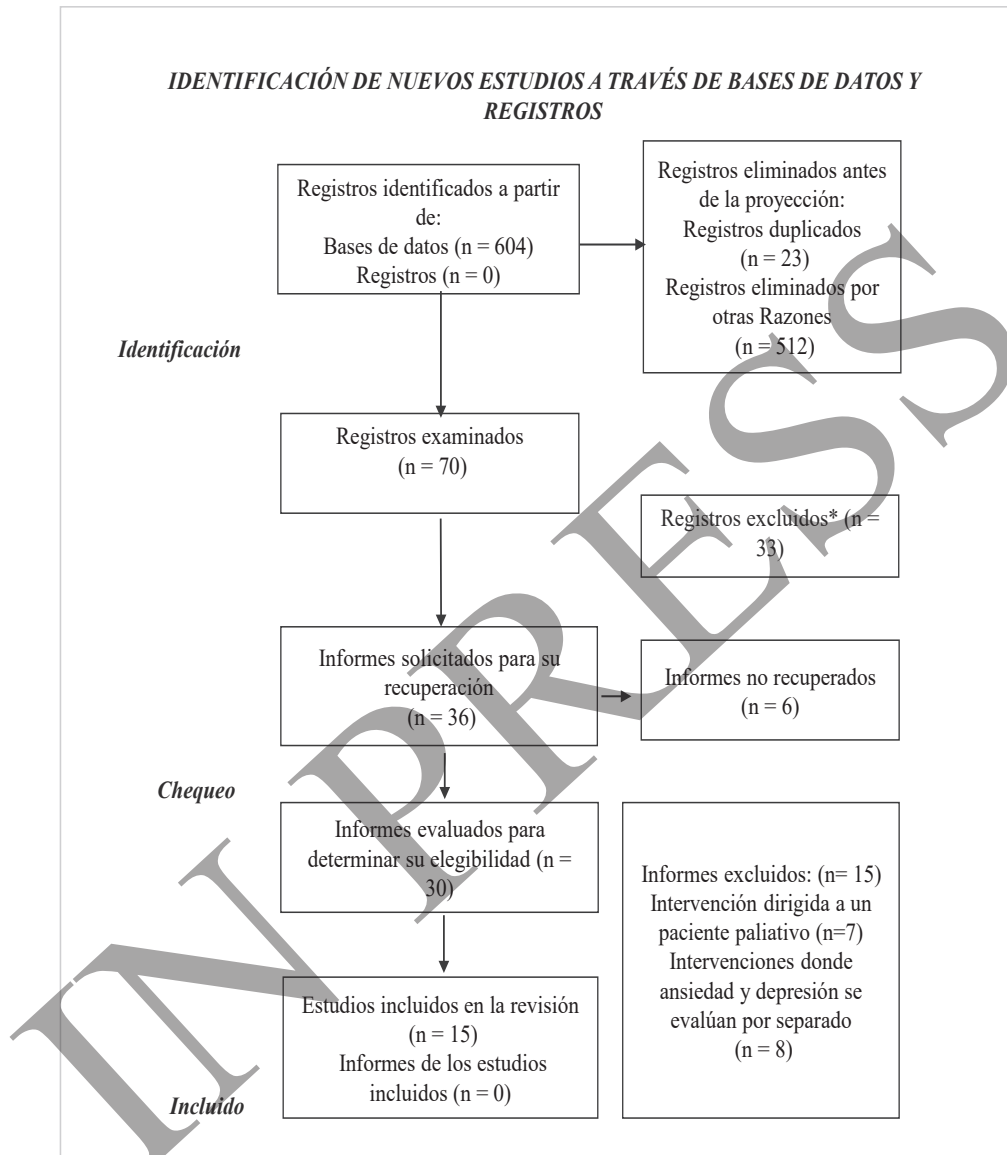 IDENTIFICACIÓN DE NUEVOS ESTUDIOS A TRAVÉS DE BASES DE DATOS Y
REGISTROS
Registros identificados a partir
de:
Bases de datos (n = 604)
Registros (n = 0)
Registros eliminados antes
de la proyección:
Registros duplicados
(n = 23)
Registros eliminados por
otras Razones
(n = 512)
Identificación
Registros examinados
(n = 70)
Registros excluidos* (n =
33)
Informes solicitados para su
recuperación
(n = 36)
Informes no recuperados
(n = 6)
Chequeo
Informes evaluados para
determinar su elegibilidad (n =
30)
Informes excluidos: (n= 15)
Intervención dirigida a un
paciente paliativo (n=7)
Intervenciones donde
ansiedad y depresión se
evalúan por separado
(n = 8)
Estudios incluidos en la revisión
(n = 15)
Informes de los estudios
incluidos (n = 0)
Incluido
IN PRESS